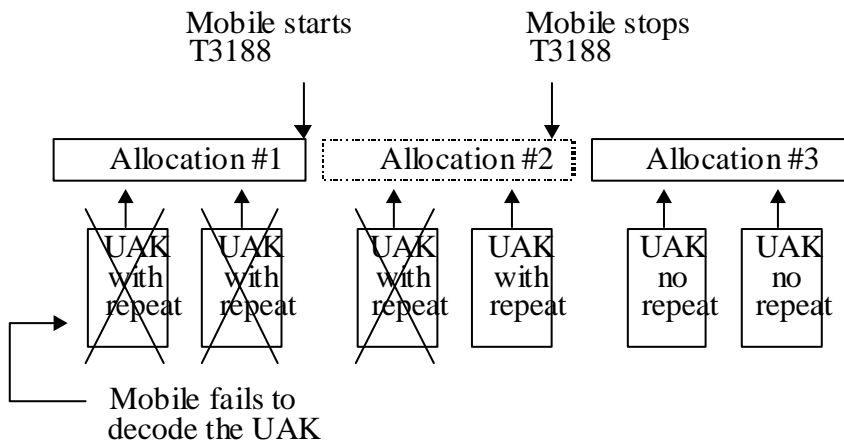 Mobile starts
T3188
Mobile stops
T3188
Allocation #1
Allocation #2
Allocation #3
UAK
with
repeat
UAK
with
repeat
UAK
with
repeat
UAK
with
repeat
UAK
no
repeat
UAK
no
repeat
Mobile fails to
decode the UAK